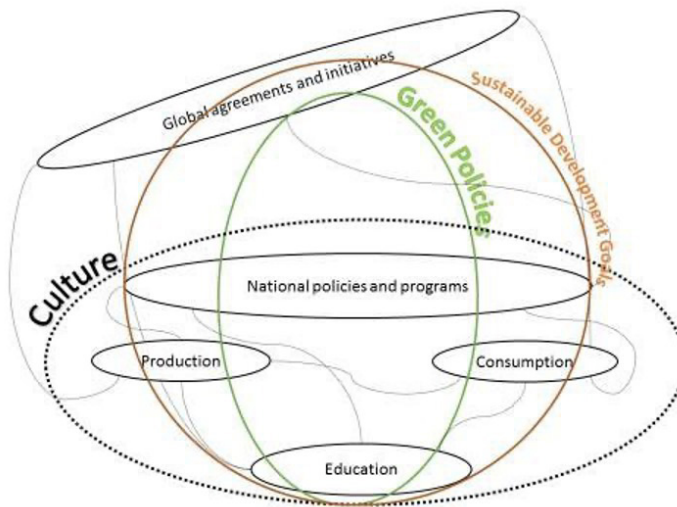 Global agreements and initiatives
Green Policies
Sustainable Development Goals
Culture
National policies and programs
Production
Consumption
Education